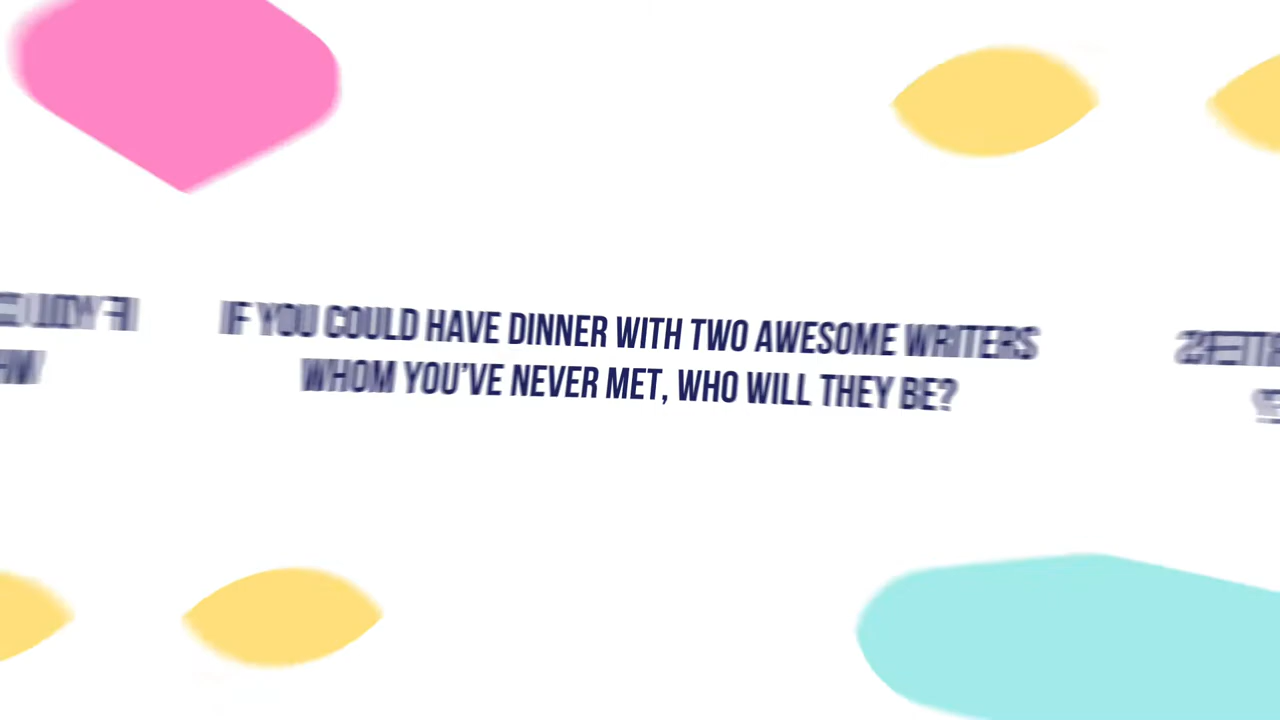 IF YOU COULD HAVE DINNER WITH TWO AWESOME WRITERS
WHOM YOU'VE NEVER MET, WHO WILL THEY BE?